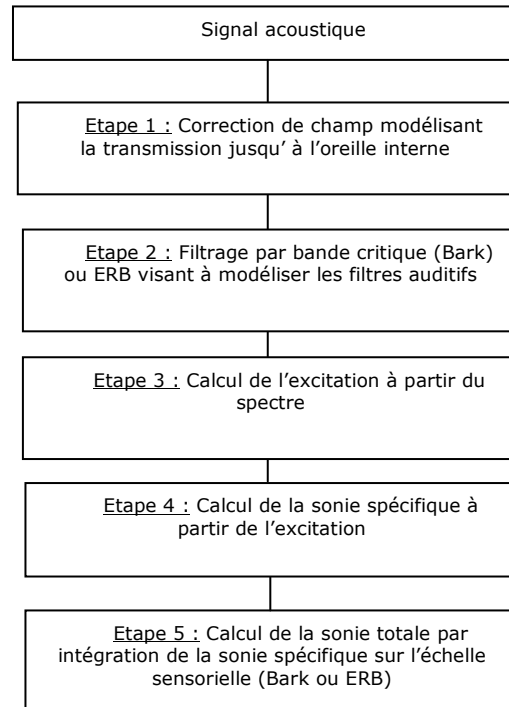 Signal acoustique
Etape 1 : Correction de champ modélisant
la transmission jusqu’ à l’oreille interne
Etape 2 : Filtrage par bande critique (Bark)
ou ERB visant à modéliser les filtres auditifs
Etape 3 : Calcul de l’excitation à partir du
spectre
Etape 4 : Calcul de la sonie spécifique à
partir de l’excitation
Etape 5 : Calcul de la sonie totale par
intégration de la sonie spécifique sur l’échelle
sensorielle (Bark ou ERB)